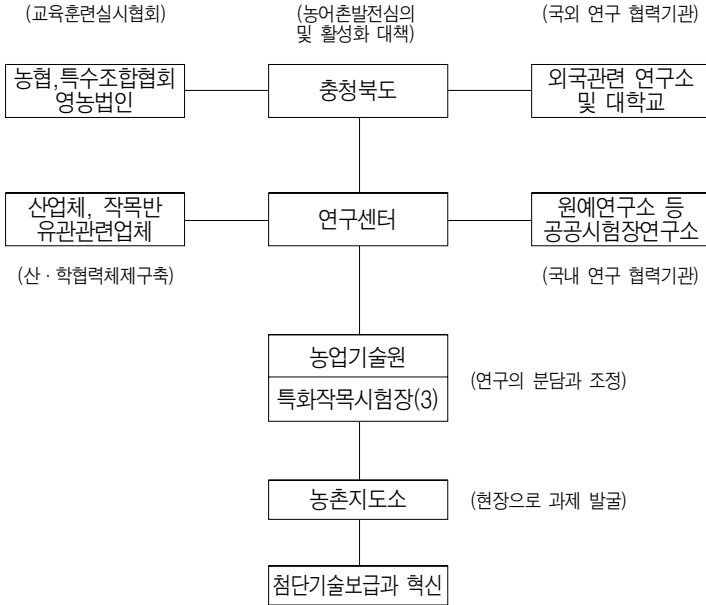 (교육훈련실시협회)
(농어촌발전심의
및 활성화 대책)
(국외 연구 협력기관)
농협,특수조합협회
영농법인
충청북도
외국관련 연구소
및 대학교
산업체, 작목반
유관관련업체
연구센터
원예연구소 등
공공시험장연구소
(산·학협력체제구축)
(국내 연구 협력기관)
농업기술원
특화작목시험장(3)
(연구의 분담과 조정)
농촌지도소
(현장으로 과제 발굴)
첨단기술보급과 혁신